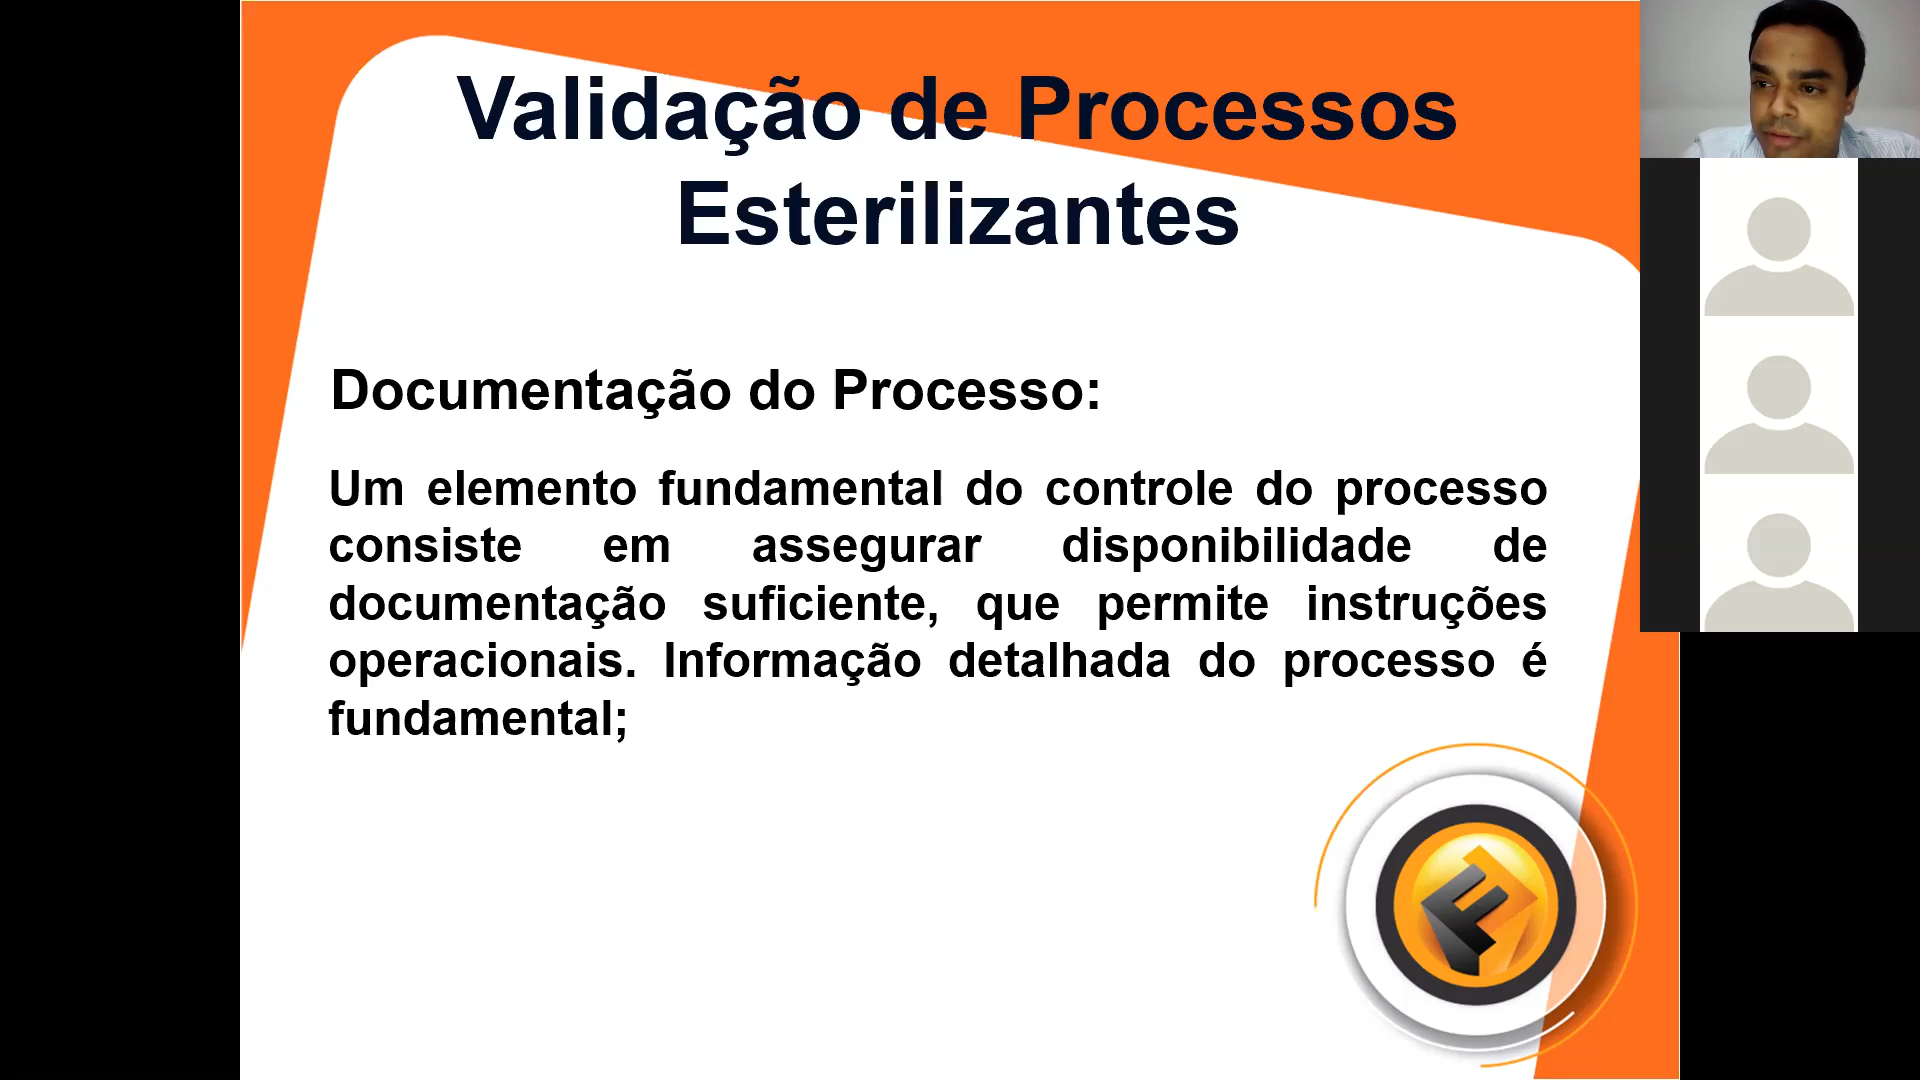 Validação de Processos
Esterilizantes
Documentação do Processo:
Um elemento fundamental do controle do processo
consiste em assegurar disponibilidade de
documentação suficiente, que permite instruções
operacionais. Informação detalhada do processo é
fundamental;